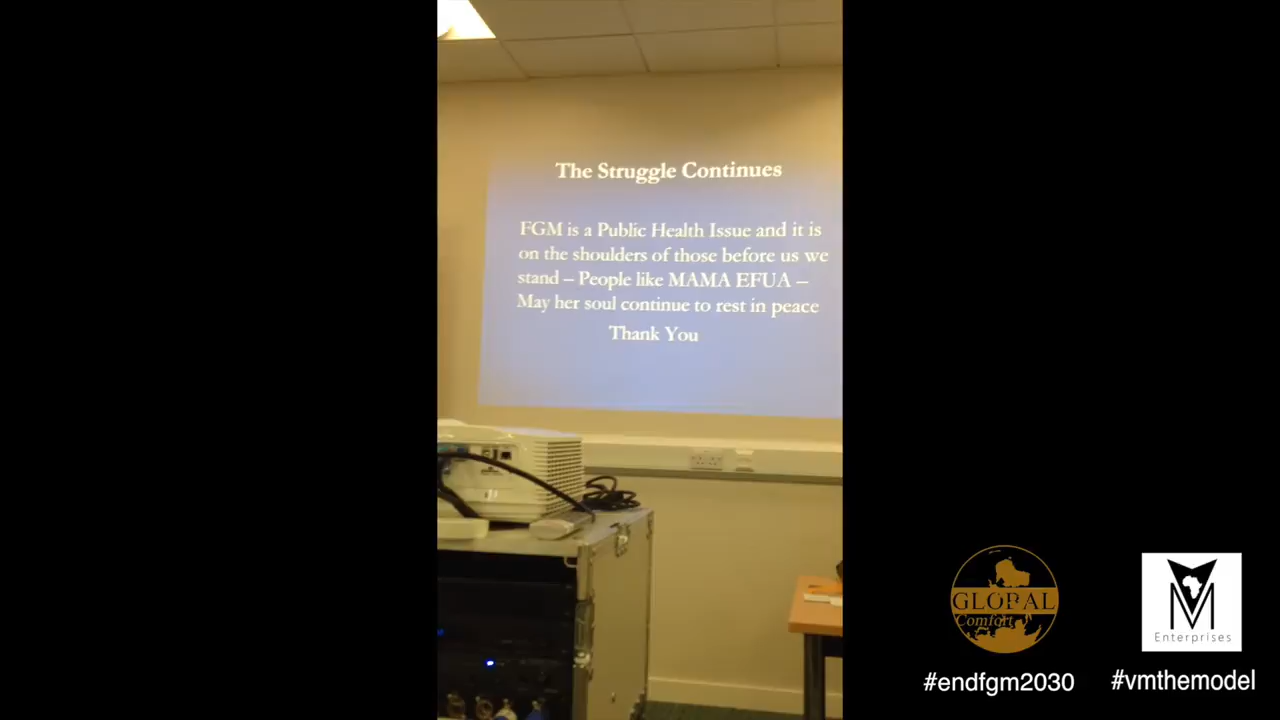 The Struggle Continues
FGM is a Public Health Issue and it is
on the shoulders of those before us we
stand – People like MAMA EFUA –
May her soul continue to rest in peace
Thank You
GLOPAL
Comfort
#endfgm2030
VM
Enterprises
#vmthemodel